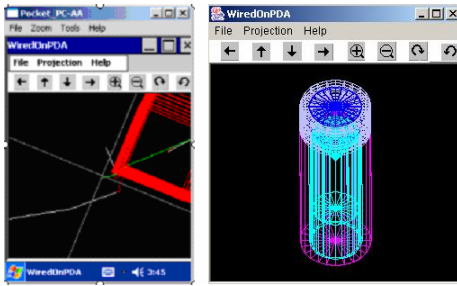 Pocket_PC-AA
File Zoom Tools Help
WiredOnPDA
File Projection Help
WiredOnPDA 3:45
WiredOnPDA
File Projection Help